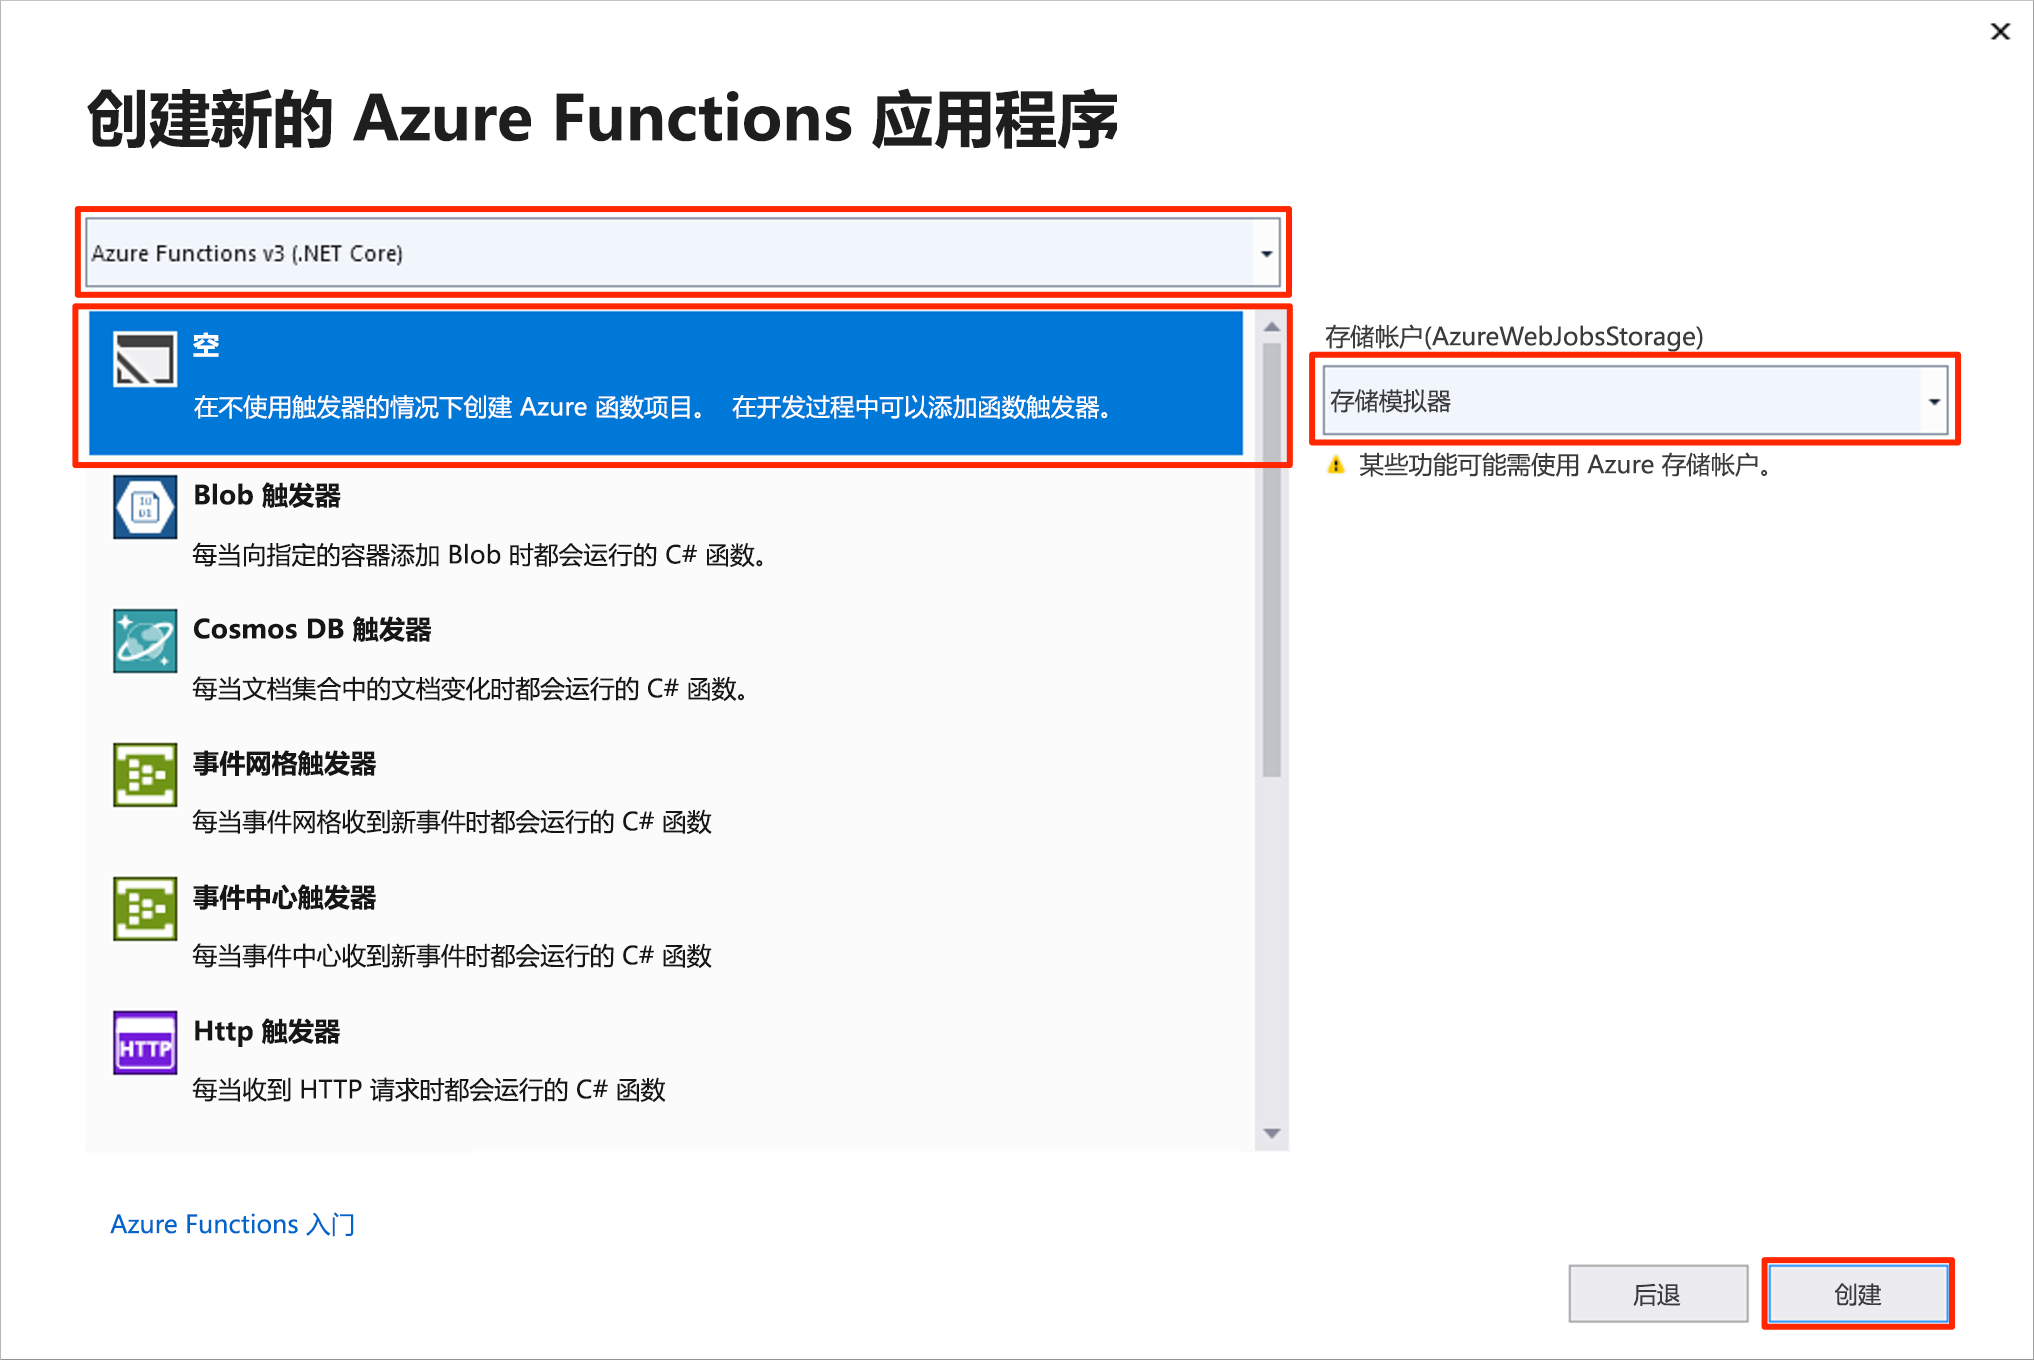 创建新的 Azure Functions 应用程序
Azure Functions v3 (.NET Core)
空
在不使用触发器的情况下创建 Azure 函数项目。 在开发过程中可以添加函数触发器。
存储帐户(AzureWebJobsStorage)
存储模拟器
某些功能可能需使用 Azure 存储帐户。
Blob 触发器
每当向指定的容器添加 Blob 时都会运行的 C# 函数。
Cosmos DB 触发器
每当文档集合中的文档变化时都会运行的 C# 函数。
事件网格触发器
每当事件网格收到新事件时都会运行的 C# 函数
事件中心触发器
每当事件中心收到新事件时都会运行的 C# 函数
HTTP
Http 触发器
每当收到 HTTP 请求时都会运行的 C# 函数
Azure Functions 入门
后退
创建